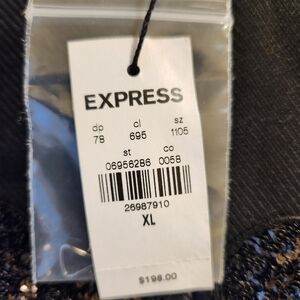 EXPRESS
dp cl sz
78 695 1105
st co
06956286 0058
26987910
XL
$198.00